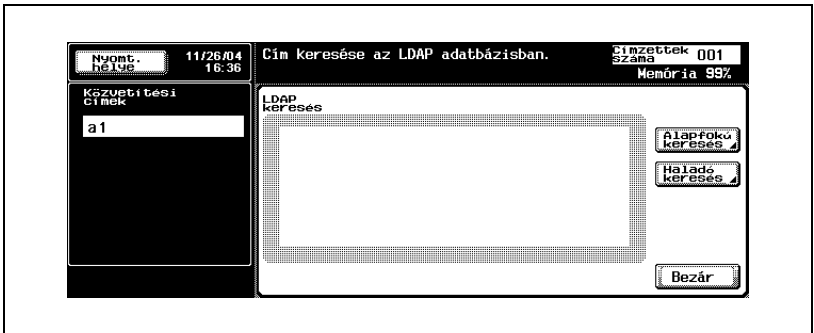 Nyomt.
hélye
11/26/04
16:36
Cím keresése az LDAP adatbázisban.
Címzettek
száma
001
Memória 99%
Közvetítési
címek
a1
LDAP
keresés
Alapfokú
keresés
Haladó
keresés
Bezár